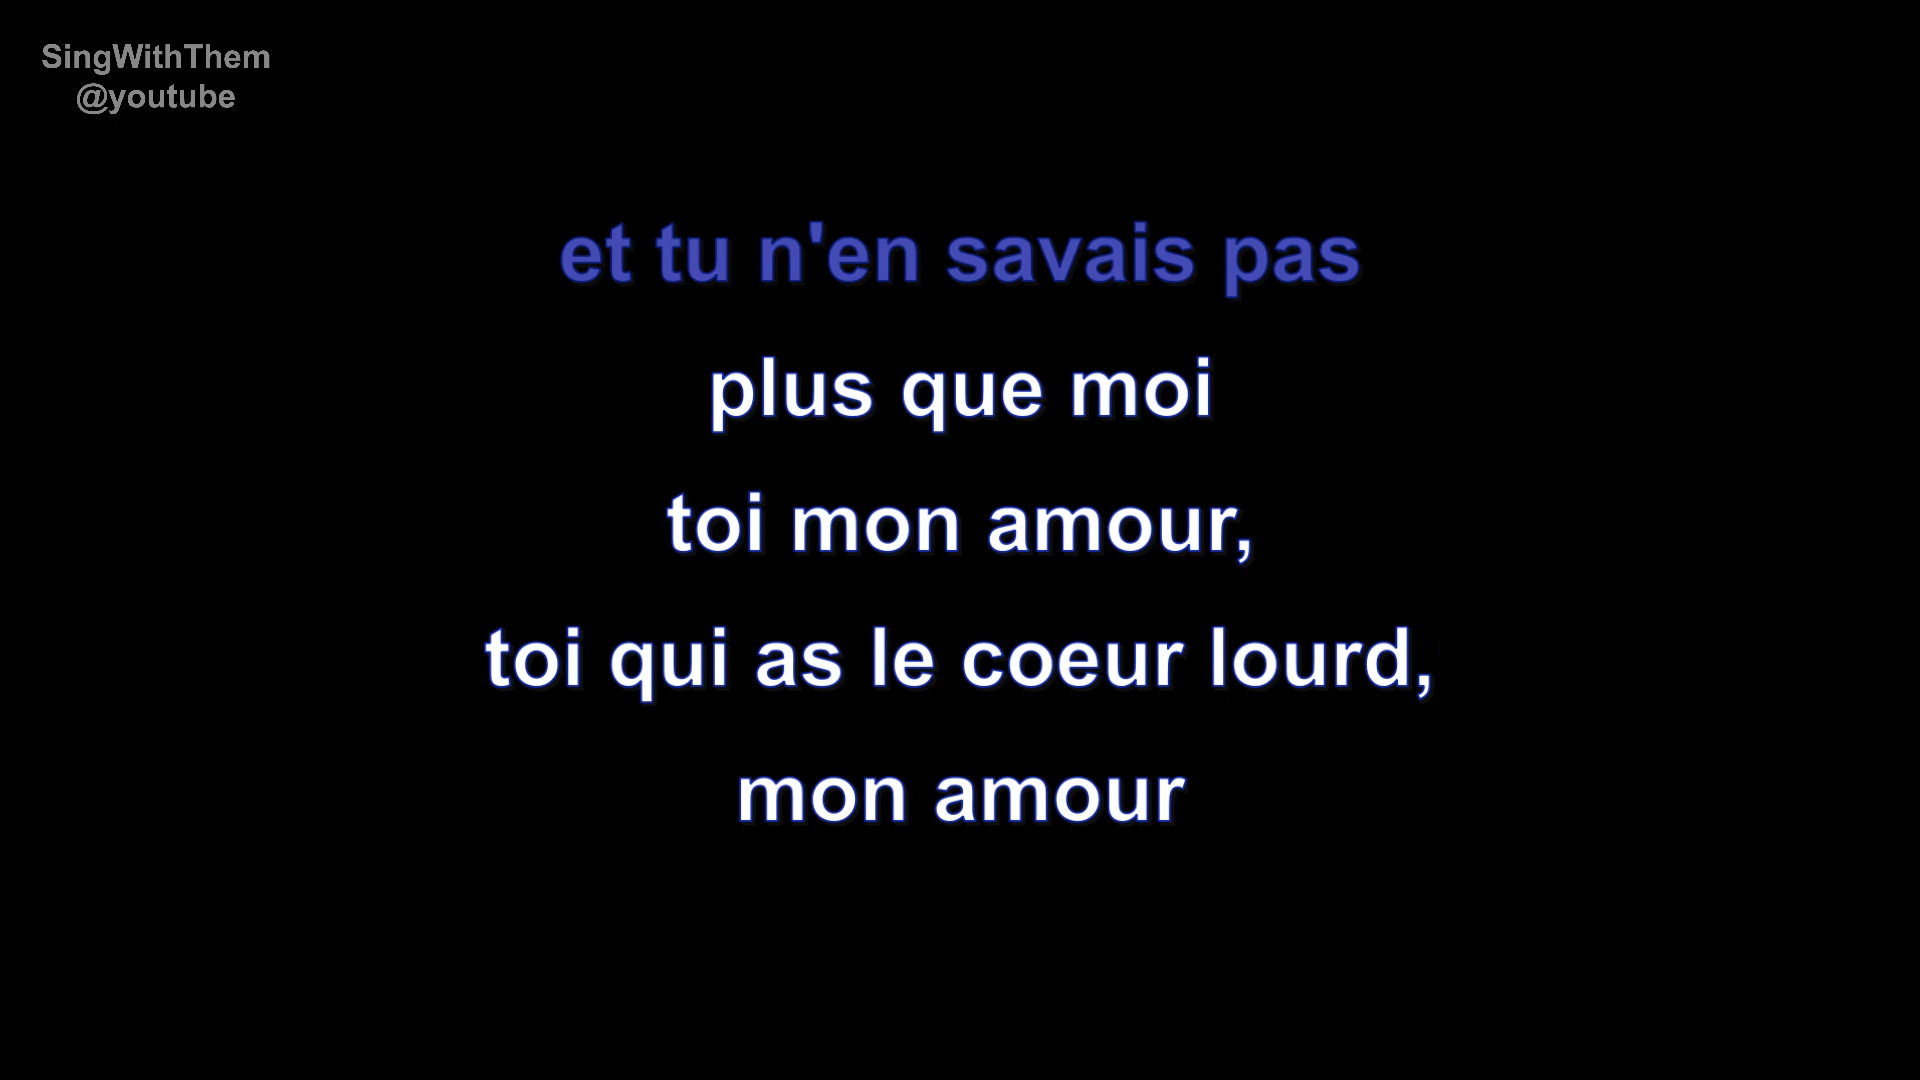 SingWithThem
@youtube
et tu n'en savais pas
plus que moi
toi mon amour,
toi qui as le coeur lourd,
mon amour